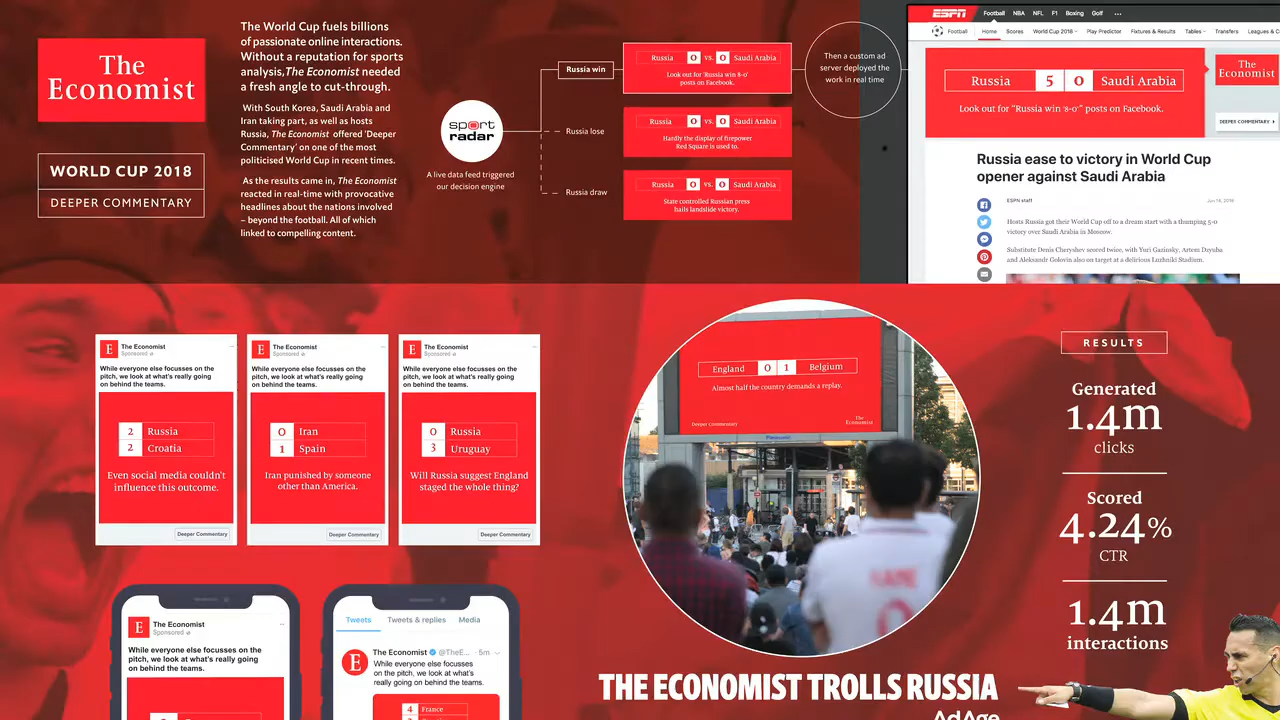 The
Economist
WORLD CUP 2018
DEEPER COMMENTARY
The World Cup fuels billions
of passionate online interactions.
Without a reputation for sports
analysis, The Economist needed
a fresh angle to cut-through.
With South Korea, Saudi Arabia and
Iran taking part, as well as hosts
Russia, The Economist offered 'Deeper
Commentary' on one of the most
politicised World Cup in recent times.
As the results came in, The Economist
reacted in real-time with provocative
headlines about the nations involved
– beyond the football. All of which
linked to compelling content.
sport
radar
A live data feed triggered
our decision engine
Russia win
Russia lose
Russia draw
Russia 0 vs. 0 Saudi Arabia
Look out for 'Russia win 8-0'
posts on Facebook.
Russia 0 vs. 0 Saudi Arabia
Hardly the display of firepower
Red Square is used to.
Russia 0 vs. 0 Saudi Arabia
State controlled Russian press
hails landslide victory.
Then a custom ad
server deployed the
work in real time
ESPN Football NBA NFL F1 Boxing Golf ...
Football Home Scores World Cup 2018 Play Predictor Fixtures & Results Tables Transfers Leagues & C
Russia 5 0 Saudi Arabia
Look out for "Russia win '8-0'" posts on Facebook.
The
Economist
DEEPER COMMENTARY
Russia ease to victory in World Cup
opener against Saudi Arabia
ESPN staff
Hosts Russia got their World Cup off to a dream start with a thumping 5-0
victory over Saudi Arabia in Moscow.
Substitute Denis Cheryshev scored twice, with Yuri Gazinsky, Artem Dzyuba
and Aleksandr Golovin also on target at a delirious Luzhniki Stadium.
E The Economist
Sponsored
While everyone else focusses on the
pitch, we look at what's really going
on behind the teams.
2 Russia
2 Croatia
Even social media couldn't
influence this outcome.
Deeper Commentary
E The Economist
Sponsored
While everyone else focusses on the
pitch, we look at what's really going
on behind the teams.
0 Iran
1 Spain
Iran punished by someone
other than America.
Deeper Commentary
E The Economist
Sponsored
While everyone else focusses on the
pitch, we look at what's really going
on behind the teams.
0 Russia
3 Uruguay
Will Russia suggest England
staged the whole thing?
Deeper Commentary
England 0 1 Belgium
Almost half the country demands a replay.
Deeper Commentary
The
Economist
Panasonic
KANE
RESULTS
Generated
1.4m
clicks
Scored
4.24%
CTR
1.4m
interactions
E The Economist
Sponsored
While everyone else focusses on the
pitch, we look at what's really going
on behind the teams.
Tweets Tweets & replies Media
E The Economist @TheE... · 5m
While everyone else focusses
on the pitch, we look at what's
really going on behind the teams.
4 France
THE ECONOMIST TROLLS RUSSIA
AdAge